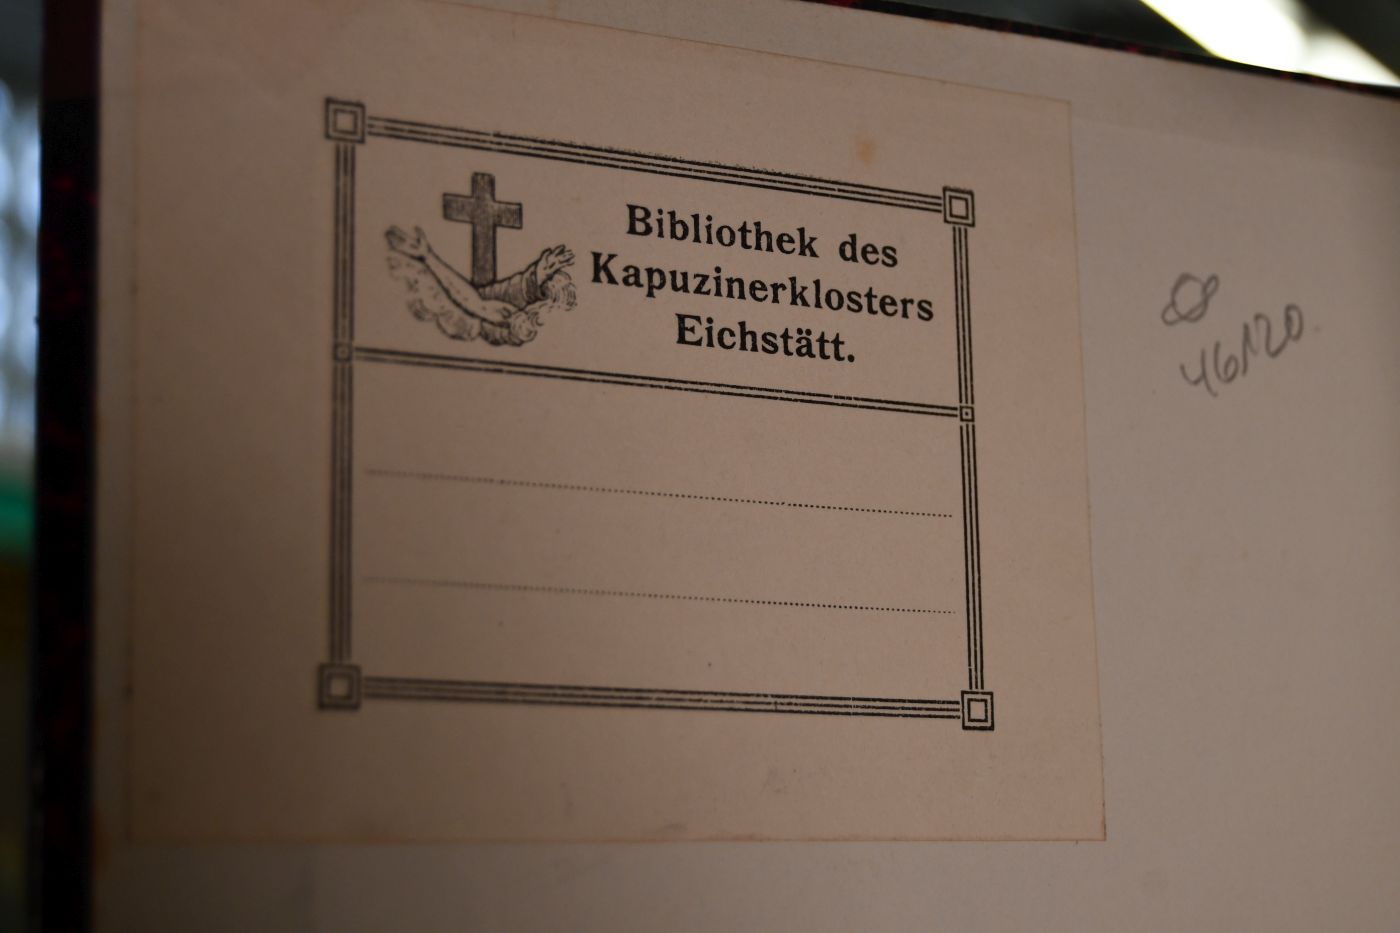 Bibliothek des
Kapuzinerklosters
Eichstätt.
46120